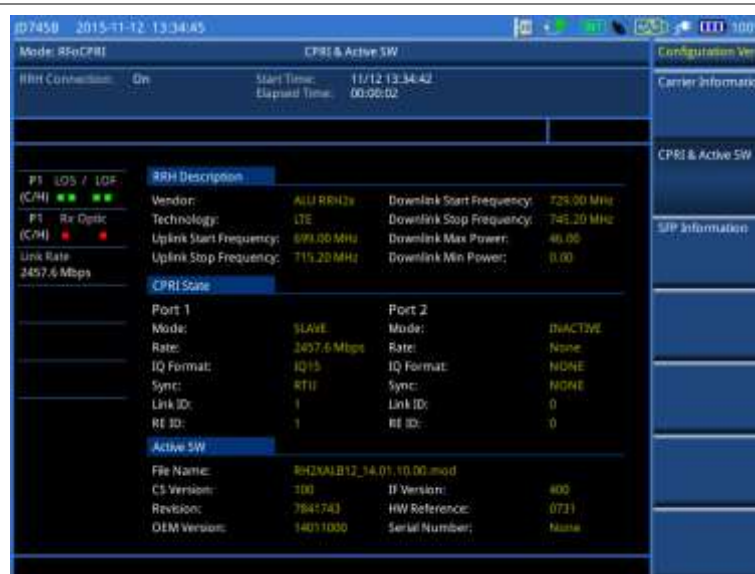 JD745B 2015-11-12 13:34:45
100
Mode: RFoCPRI CPRI & Active SW Configuration Ver
RRH Connection: On Start Time: 11/12 13:34:42
Elapsed Time: 00:00:02
Carrier Informatic
CPRI & Active SW
SFP Information
P1 LOS / LOF
(C/H)
P1 Rx Optic
(C/H)
Link Rate
2457.6 Mbps
RRH Description
Vendor: ALU RRH2x Downlink Start Frequency: 729.00 MHz
Technology: LTE Downlink Stop Frequency: 745.20 MHz
Uplink Start Frequency: 699.00 MHz Downlink Max Power: 46.00
Uplink Stop Frequency: 715.20 MHz Downlink Min Power: 0.00
CPRI State
Port 1 Port 2
Mode: SLAVE Mode: INACTIVE
Rate: 2457.6 Mbps Rate: None
IQ Format: IQ15 IQ Format: NONE
Sync: RTU Sync: NONE
Link ID: 1 Link ID: 0
RE ID: 1 RE ID: 0
Active SW
File Name: RH2XALB12_14.01.10.00.mod
CS Version: 100 IF Version: 400
Revision: 7841743 HW Reference: 0731
OEM Version: 14011000 Serial Number: None